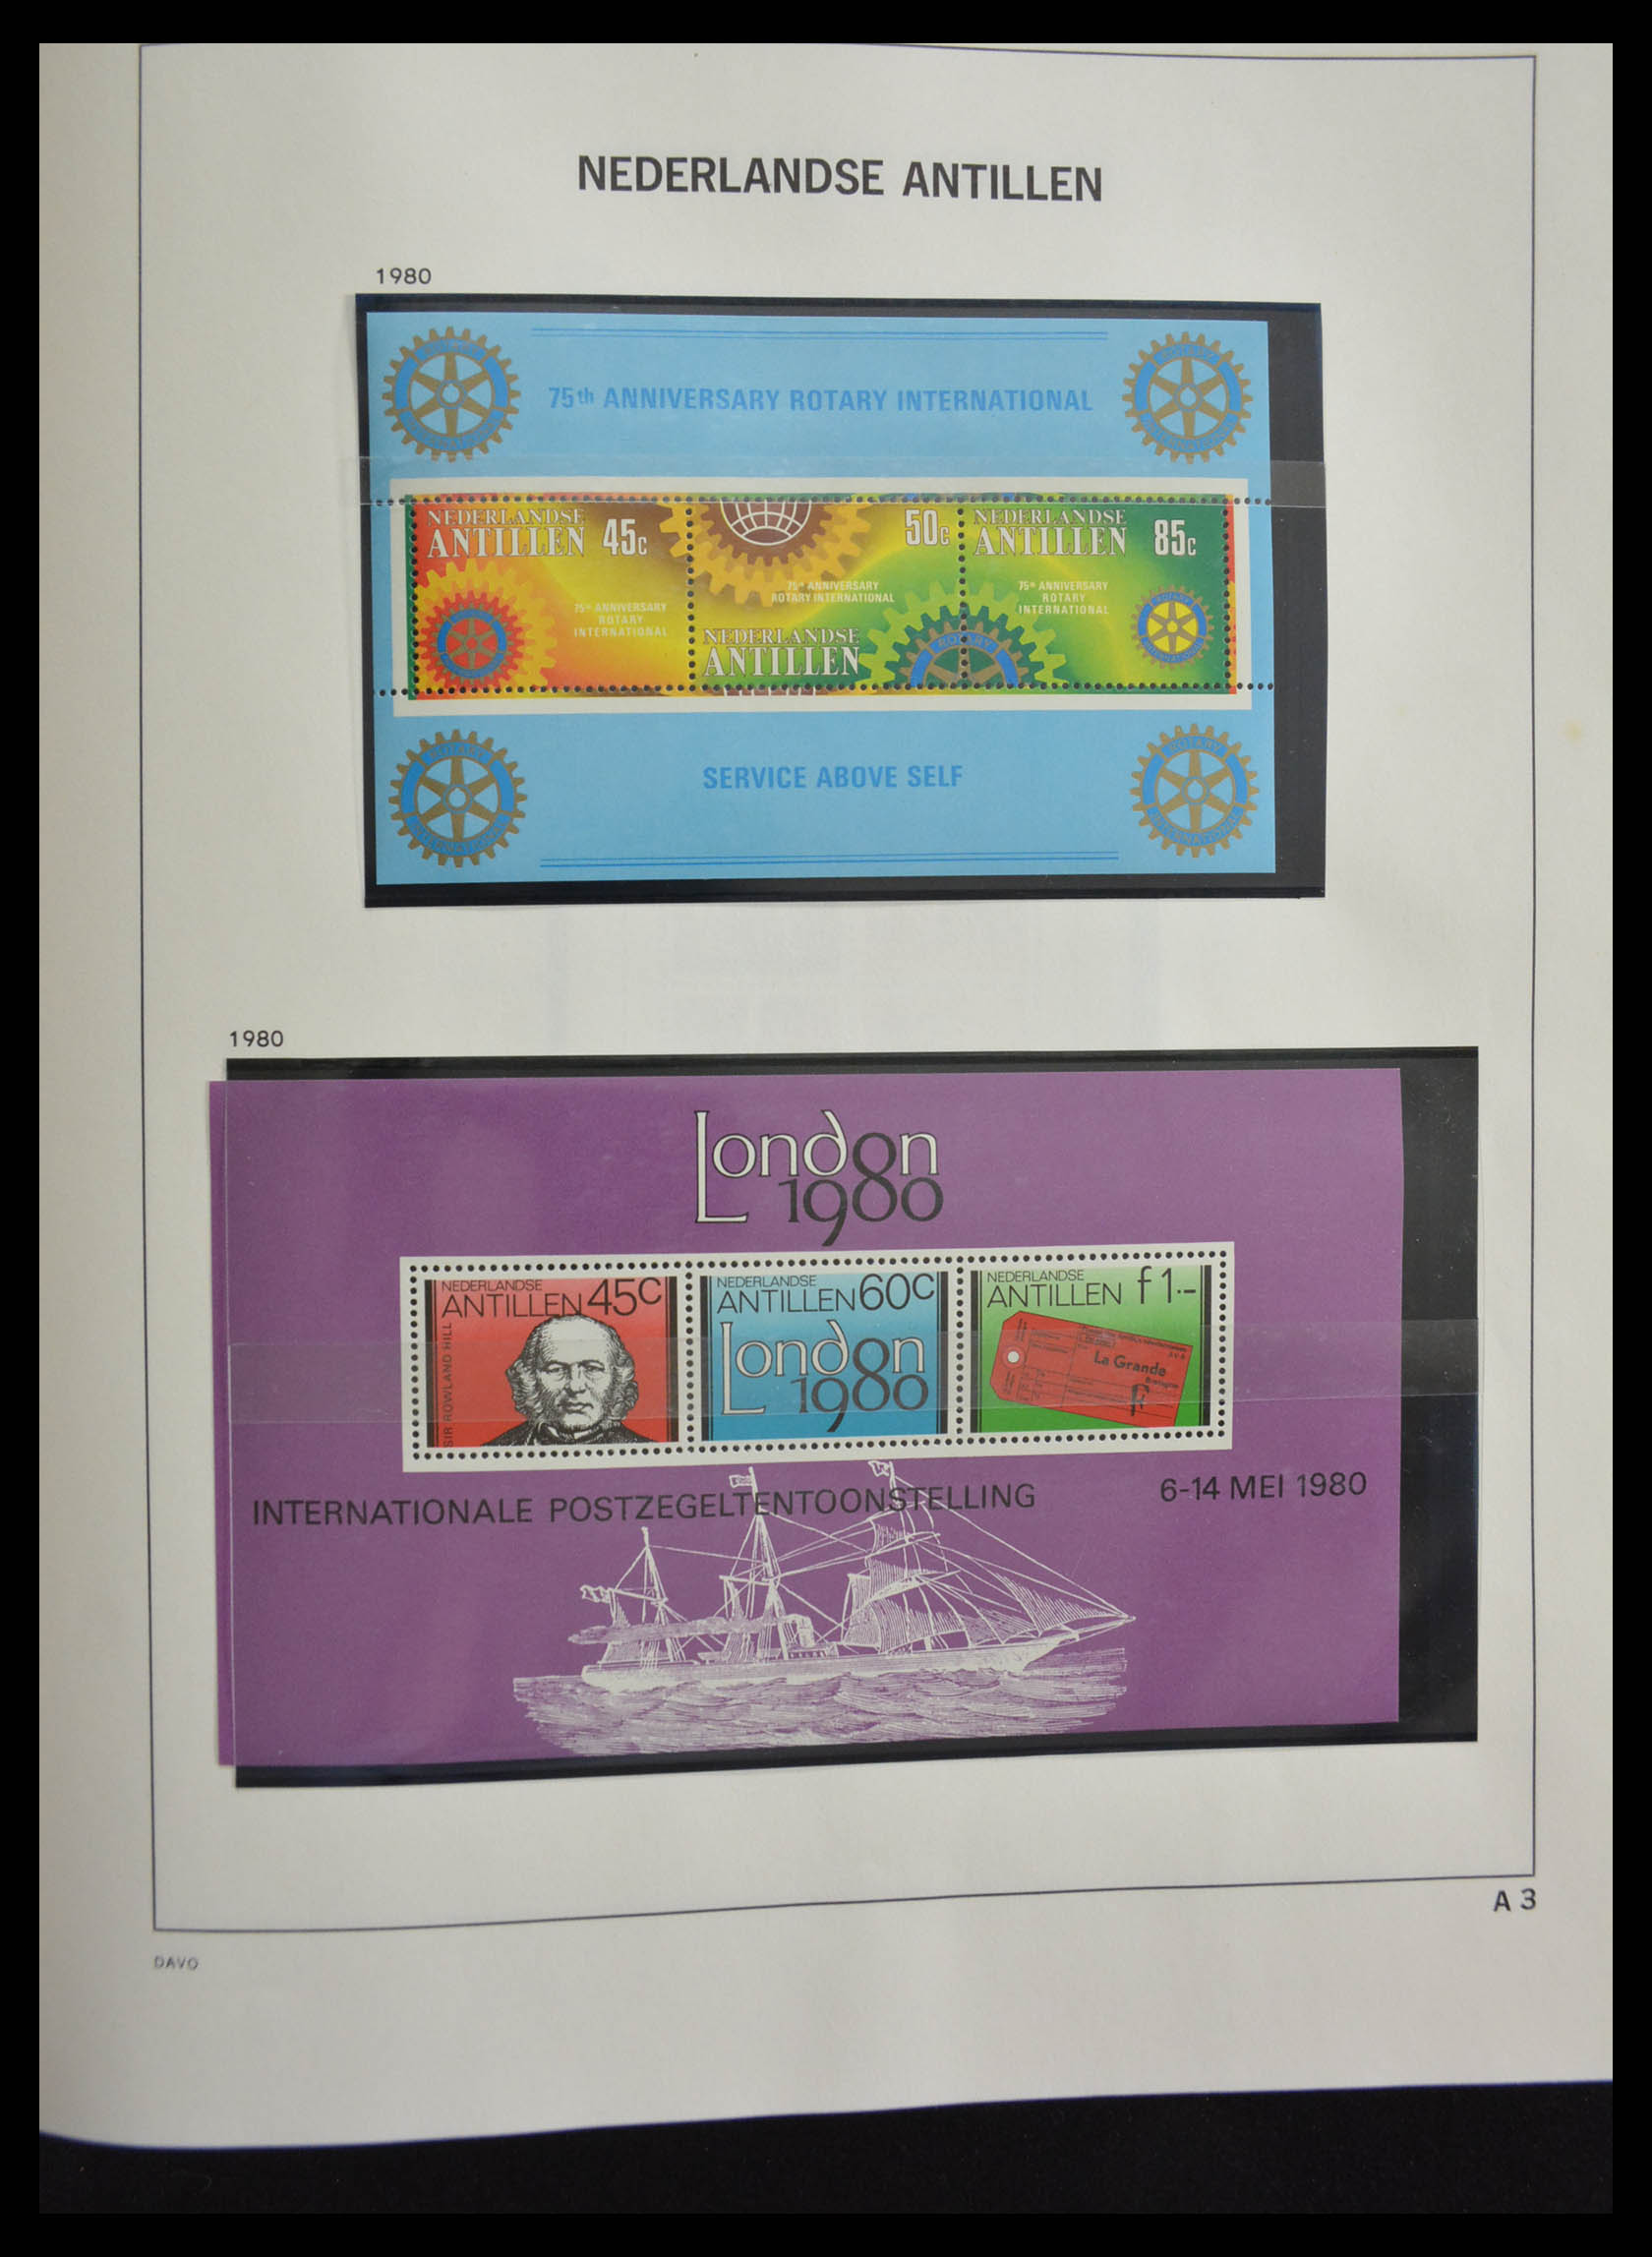 NEDERLANDSE ANTILLEN
1980
75th ANNIVERSARY ROTARY INTERNATIONAL
NEDERLANDSE
ANTILLEN 45c
75th ANNIVERSARY
ROTARY
INTERNATIONAL
50c
75th ANNIVERSARY
ROTARY INTERNATIONAL
NEDERLANDSE
ANTILLEN
ROTARY
NEDERLANDSE
ANTILLEN 85c
75th ANNIVERSARY
ROTARY
INTERNATIONAL
SERVICE ABOVE SELF
1980
London
1980
NEDERLANDSE
ANTILLEN 45C
SIR ROWLAND HILL
NEDERLANDSE
ANTILLEN 60C
London
1980
NEDERLANDSE
ANTILLEN f 1.-
La Grande
INTERNATIONALE POSTZEGELTENTOONSTELLING
6-14 MEI 1980
A 3
DAVO